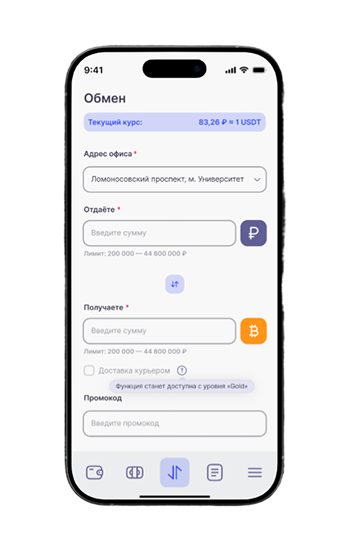 9:41
Обмен
Текущий курс: 83,26 ₽ ≈ 1 USDT
Адрес офиса *
Ломоносовский проспект, м. Университет
Отдаёте *
Введите сумму
₽
Лимет: 200 000 — 44 800 000 ₽
Получаете *
Введите сумму
Лимет: 200 000 — 44 800 000 ₽
Доставка курьером
Функция станет доступна с уровня «Gold»
Промокод
Введите промокод